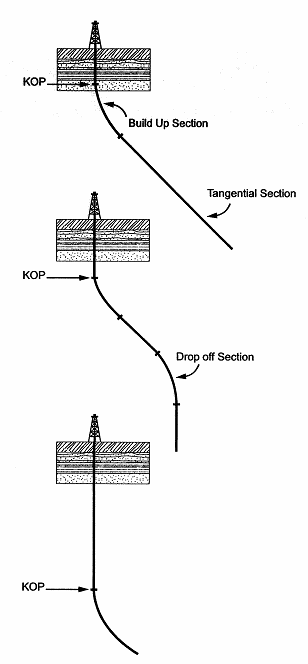 KOP
Build Up Section
Tangential Section
KOP
Drop off Section
KOP